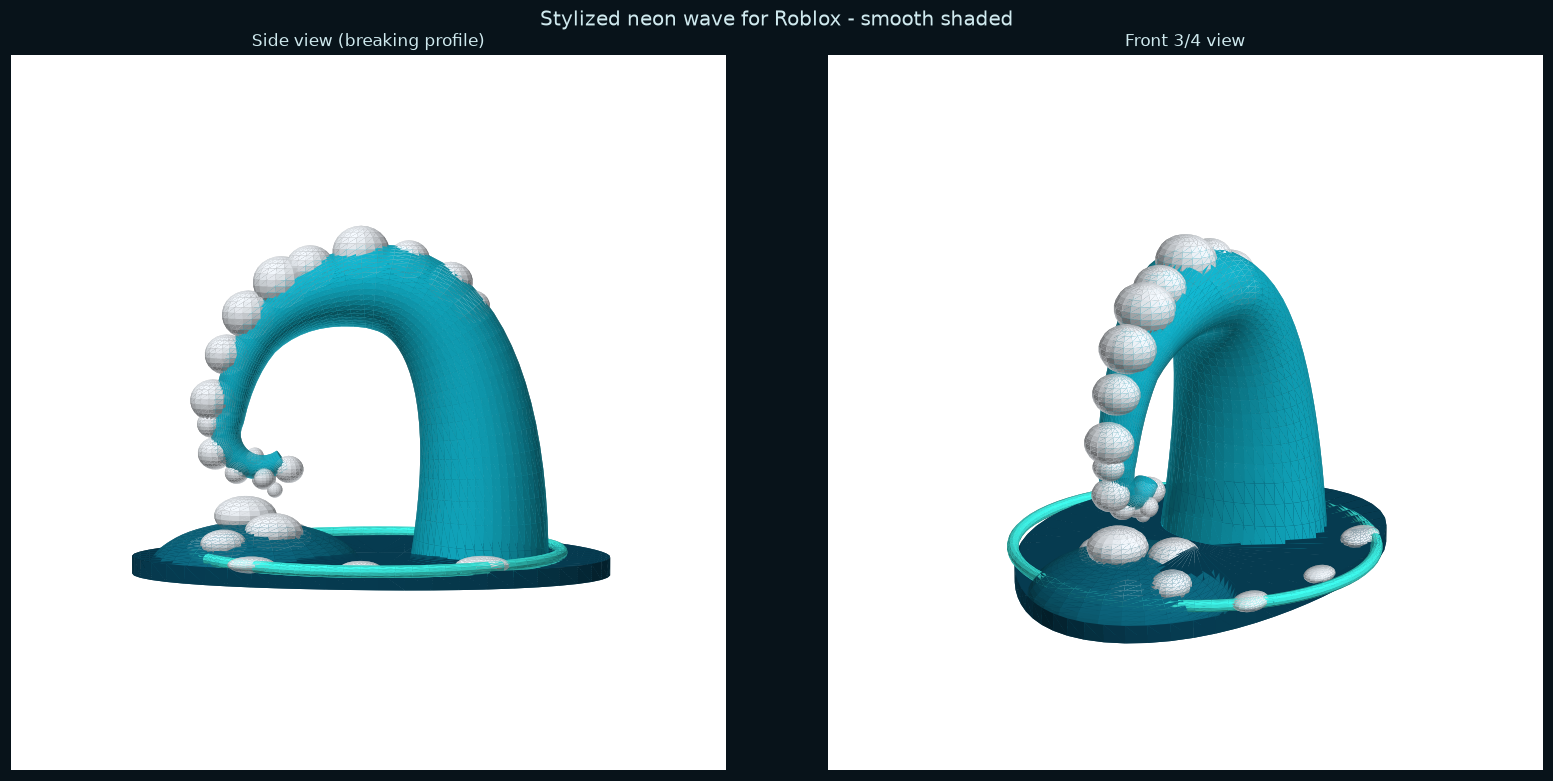 Stylized neon wave for Roblox - smooth shaded
Side view (breaking profile)
Front 3/4 view